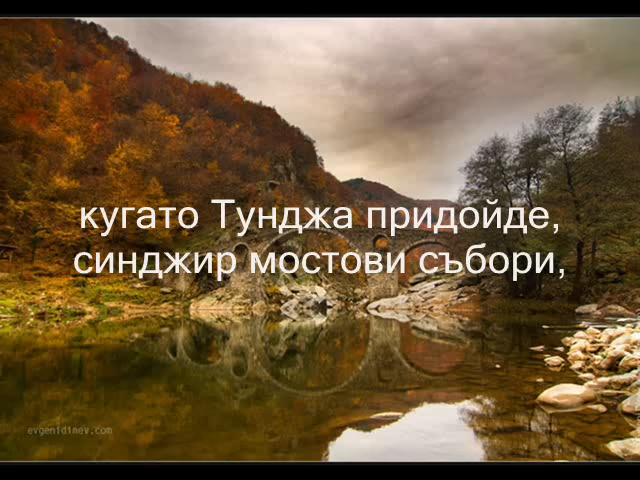 кугато Тунджа придойде,
синджир мостови събори,
evgenidinev.com